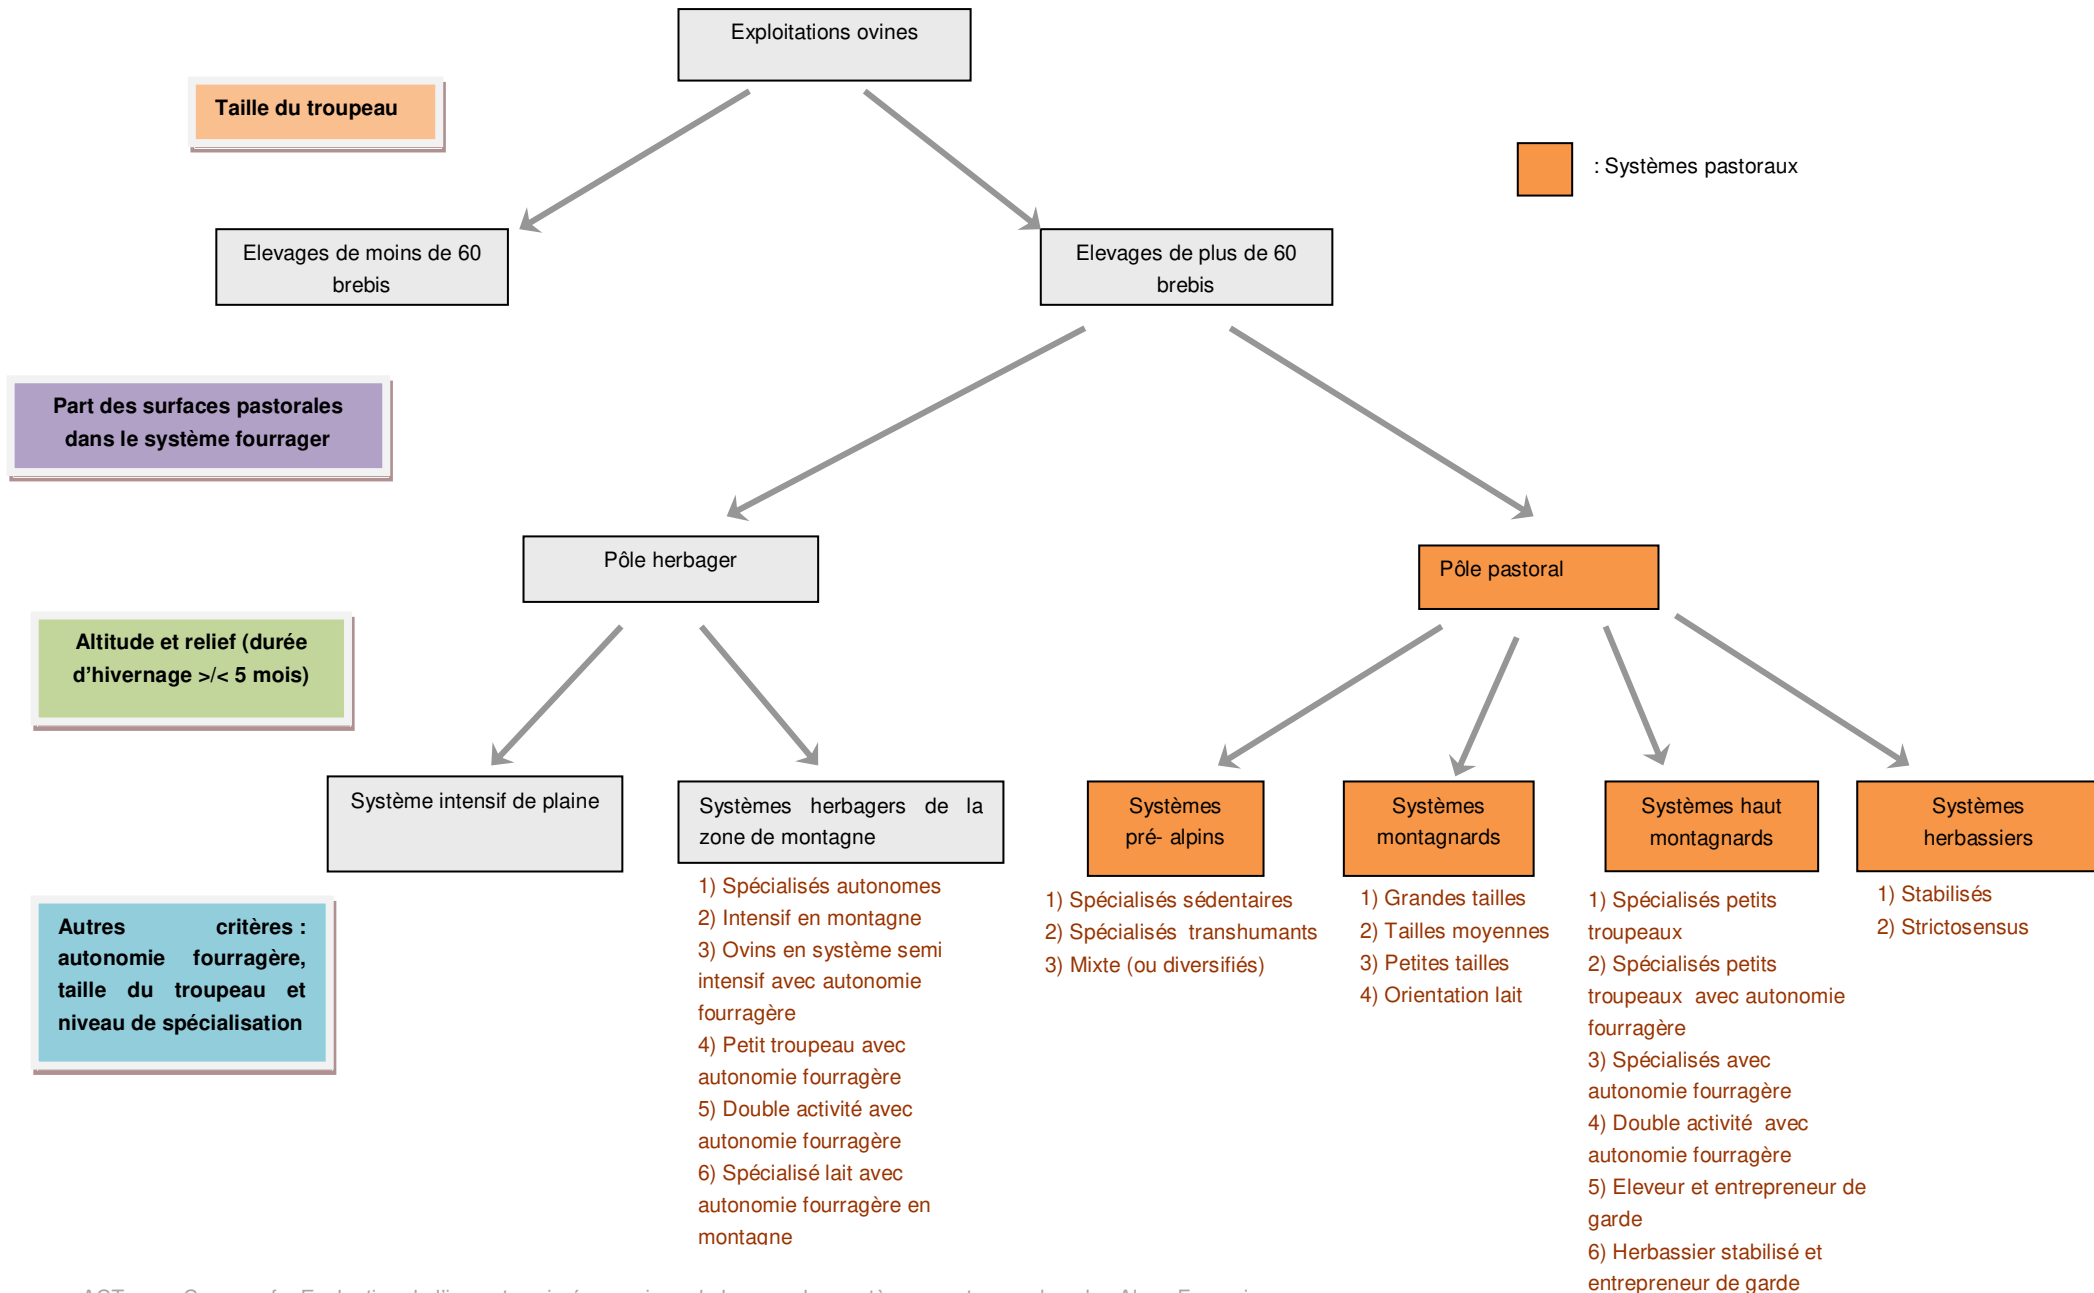 Exploitations ovines
Taille du troupeau
: Systèmes pastoraux
Elevages de moins de 60
brebis
Elevages de plus de 60
brebis
Part des surfaces pastorales
dans le système fourrager
Pôle herbager
Pôle pastoral
Altitude et relief (durée
d'hivernage >/< 5 mois)
Système intensif de plaine
Systèmes herbagers de la
zone de montagne
Systèmes
pré- alpins
Systèmes
montagnards
Systèmes haut
montagnards
Systèmes
herbassiers
Autres critères :
autonomie fourragère,
taille du troupeau et
niveau de spécialisation
1) Spécialisés autonomes
2) Intensif en montagne
3) Ovins en système semi
intensif avec autonomie
fourragère
4) Petit troupeau avec
autonomie fourragère
5) Double activité avec
autonomie fourragère
6) Spécialisé lait avec
autonomie fourragère en
montagne
1) Spécialisés sédentaires
2) Spécialisés transhumants
3) Mixte (ou diversifiés)
1) Grandes tailles
2) Tailles moyennes
3) Petites tailles
4) Orientation lait
1) Spécialisés petits
troupeaux
2) Spécialisés petits
troupeaux avec autonomie
fourragère
3) Spécialisés avec
autonomie fourragère
4) Double activité avec
autonomie fourragère
5) Eleveur et entrepreneur de
garde
6) Herbassier stabilisé et
entrepreneur de garde
1) Stabilisés
2) Strictosensus